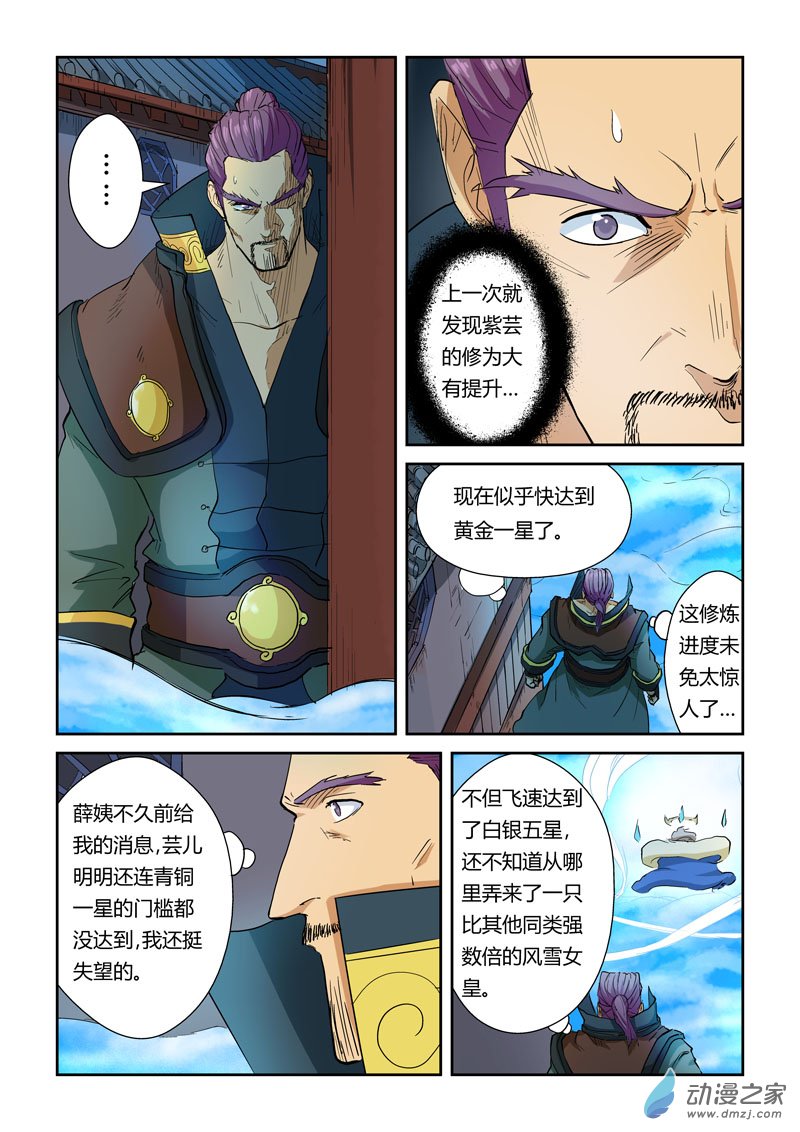 ……
上一次就
发现紫芸
的修为大
有提升...
现在似乎快达到
黄金一星了。
这修炼
进度未
免太惊
人了...
薛姨不久前给
我的消息,芸儿
明明还连青铜
一星的门槛都
没达到,我还挺
失望的。
不但飞速达到
了白银五星,
还不知道从哪
里弄来了一只
比其他同类强
数倍的风雪女
皇。
动漫之家
www.dmzj.com